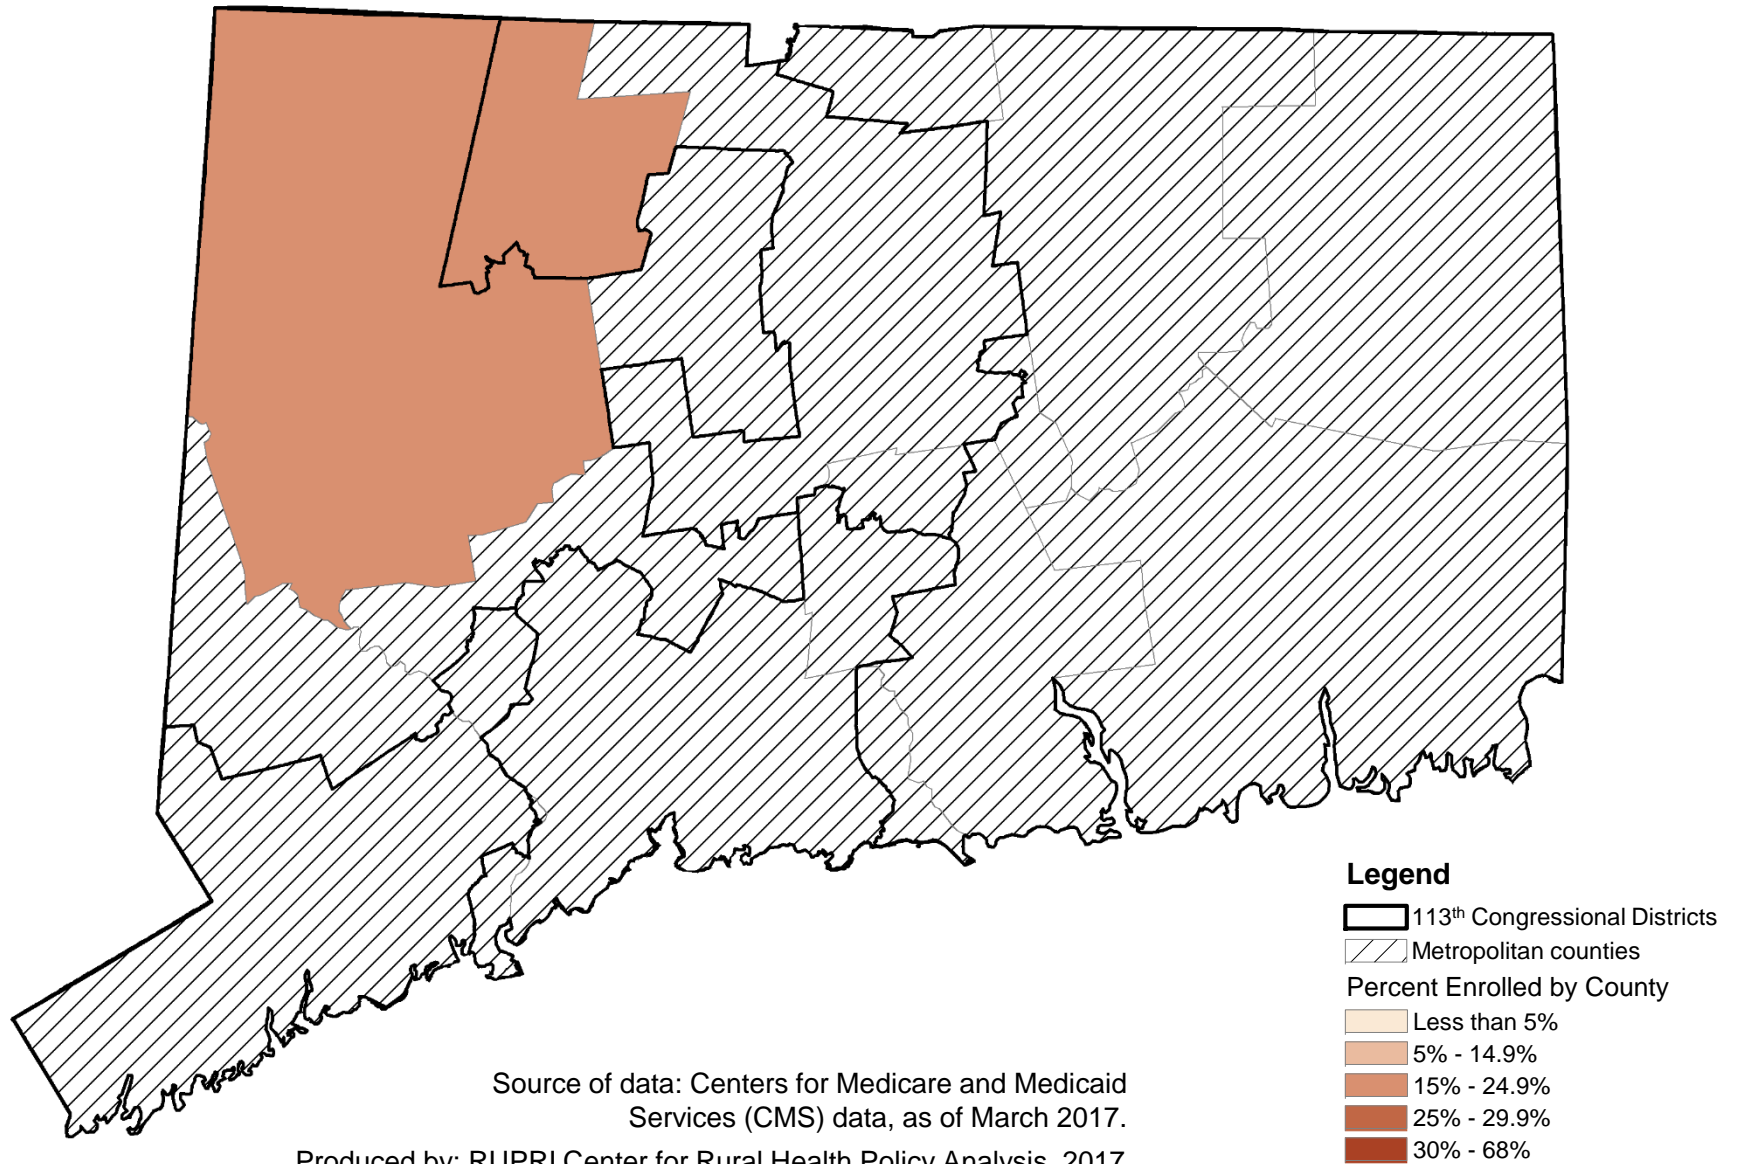 Legend
113th Congressional Districts
Metropolitan counties
Percent Enrolled by County
Less than 5%
5% - 14.9%
15% - 24.9%
25% - 29.9%
30% - 68%
Source of data: Centers for Medicare and Medicaid
Services (CMS) data, as of March 2017.
Produced by: RUPRI Center for Rural Health Policy Analysis, 2017